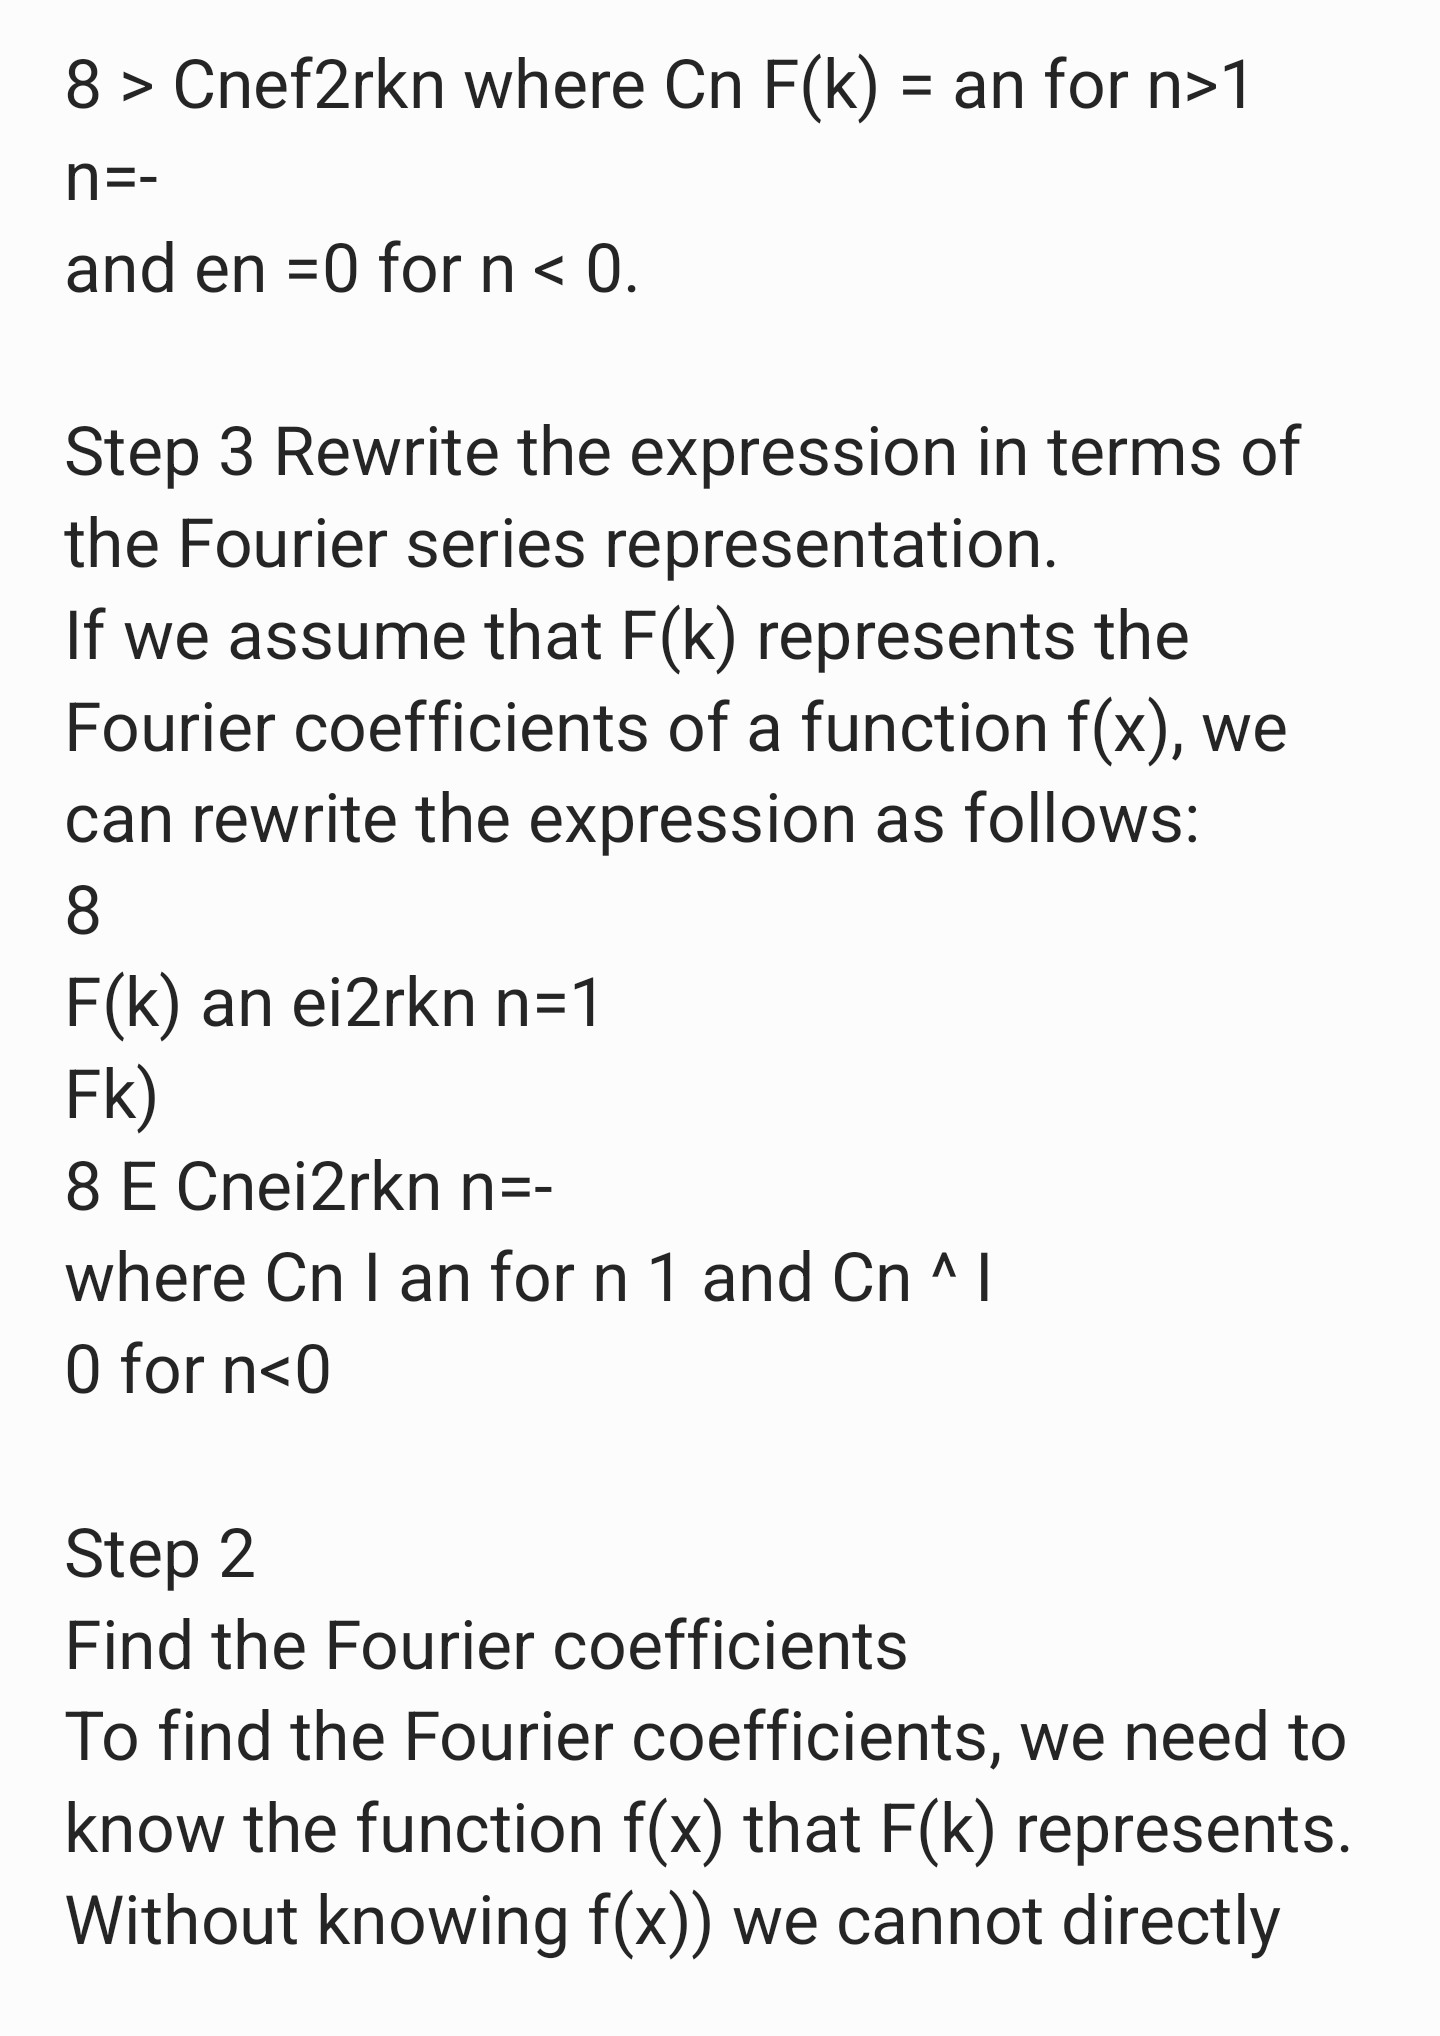 8 > Cnef2rkn where Cn F(k) = an for n>1
n=-
and en =0 for n < 0.
Step 3 Rewrite the expression in terms of
the Fourier series representation.
If we assume that F(k) represents the
Fourier coefficients of a function f(x), we
can rewrite the expression as follows:
8
F(k) an ei2rkn n=1
Fk)
8 E Cnei2rkn n=-
where Cn I an for n 1 and Cn ^ I
0 for n<0
Step 2
Find the Fourier coefficients
To find the Fourier coefficients, we need to
know the function f(x) that F(k) represents.
Without knowing f(x)) we cannot directly